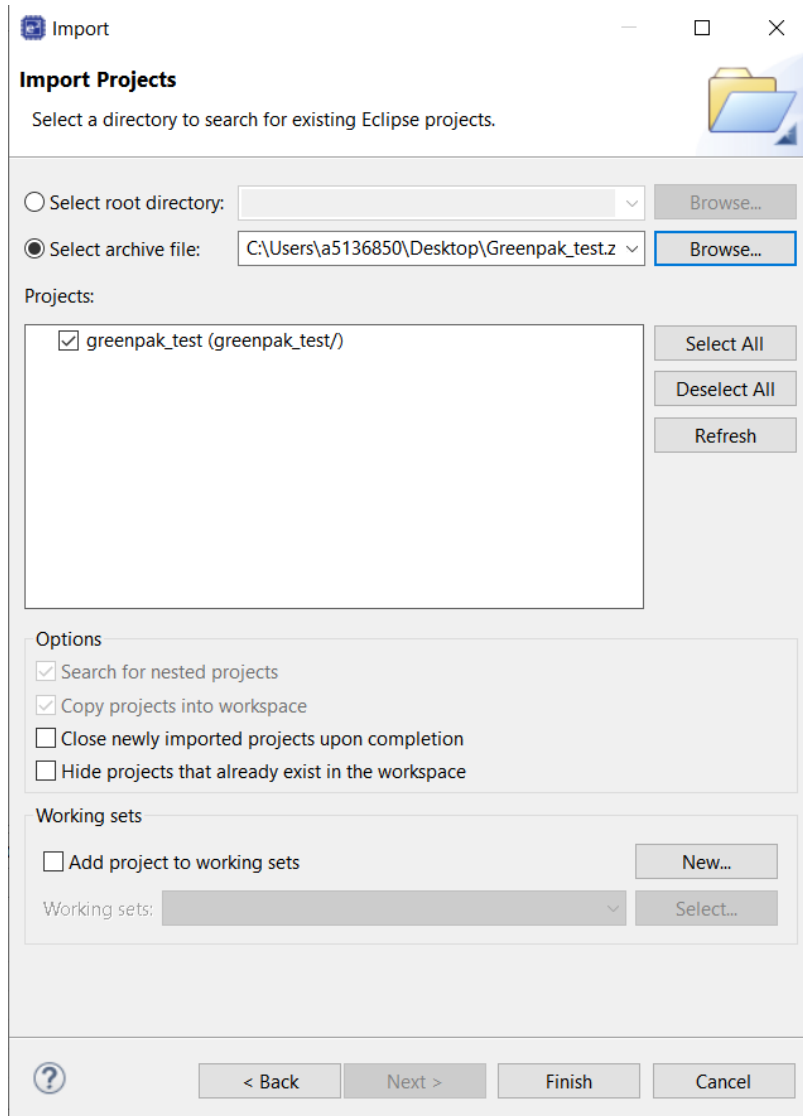 Import
Import Projects
Select a directory to search for existing Eclipse projects.
Select root directory:
Browse...
Select archive file: C:\Users\a5136850\Desktop\Greenpak_test.z Browse...
Projects:
greenpak_test (greenpak_test/)
Select All
Deselect All
Refresh
Options
Search for nested projects
Copy projects into workspace
Close newly imported projects upon completion
Hide projects that already exist in the workspace
Working sets
Add project to working sets New...
Working sets: Select...
? < Back Next > Finish Cancel